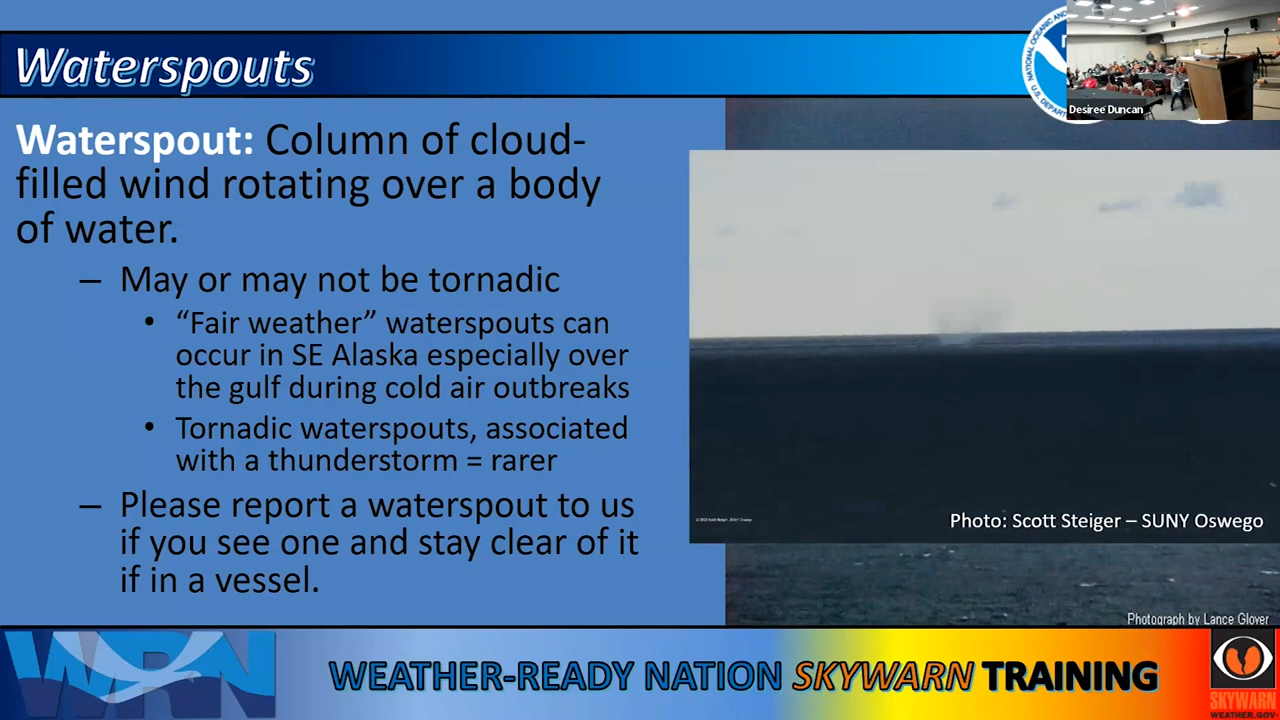 Waterspouts
Desiree Duncan
Waterspout: Column of cloud-
filled wind rotating over a body
of water.
– May or may not be tornadic
• “Fair weather” waterspouts can
occur in SE Alaska especially over
the gulf during cold air outbreaks
• Tornadic waterspouts, associated
with a thunderstorm = rarer
– Please report a waterspout to us
if you see one and stay clear of it
if in a vessel.
Photo: Scott Steiger – SUNY Oswego
Photograph by Lance Glover
WRN
WEATHER-READY NATION SKYWARN TRAINING
SKYWARN
WEATHER.GOV